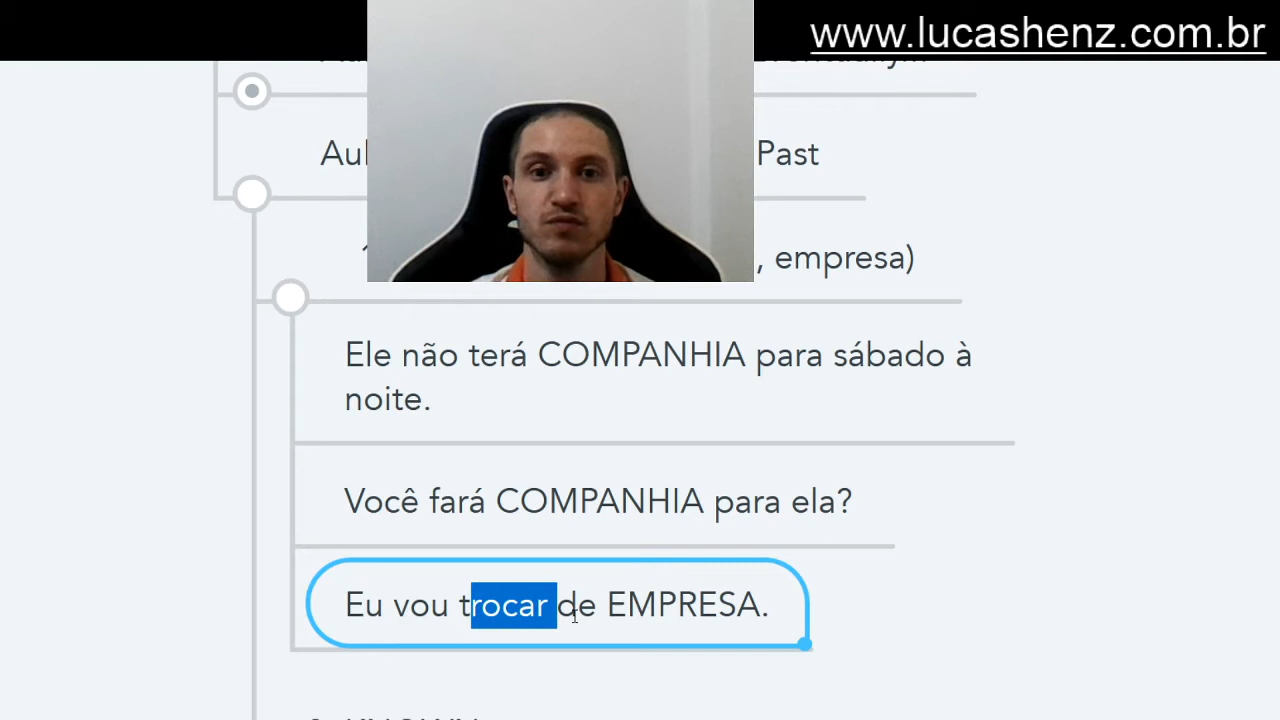 www.lucashenz.com.br
Past
, empresa)
Ele não terá COMPANHIA para sábado à
noite.
Você fará COMPANHIA para ela?
Eu vou trocar de EMPRESA.